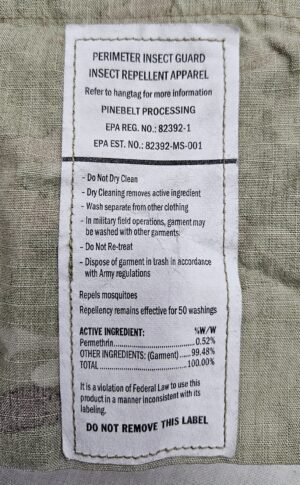 PERIMETER INSECT GUARD
INSECT REPELLENT APPAREL
Refer to hangtag for more information
PINEBELT PROCESSING
EPA REG. NO.: 82392-1
EPA EST. NO.: 82392-MS-001
- Do Not Dry Clean
- Dry Cleaning removes active ingredient
- Wash separate from other clothing
- In military field operations, garment may
be washed with other garments.
- Do Not Re-treat
- Dispose of garment in trash in accordance
with Army regulations
Repels mosquitoes
Repellency remains effective for 50 washings
ACTIVE INGREDIENT: %W/W
Permethrin.....................0.52%
OTHER INGREDIENTS: (Garment).....99.48%
TOTAL..............................100.00%
It is a violation of Federal Law to use this
product in a manner inconsistent with its
labeling.
DO NOT REMOVE THIS LABEL